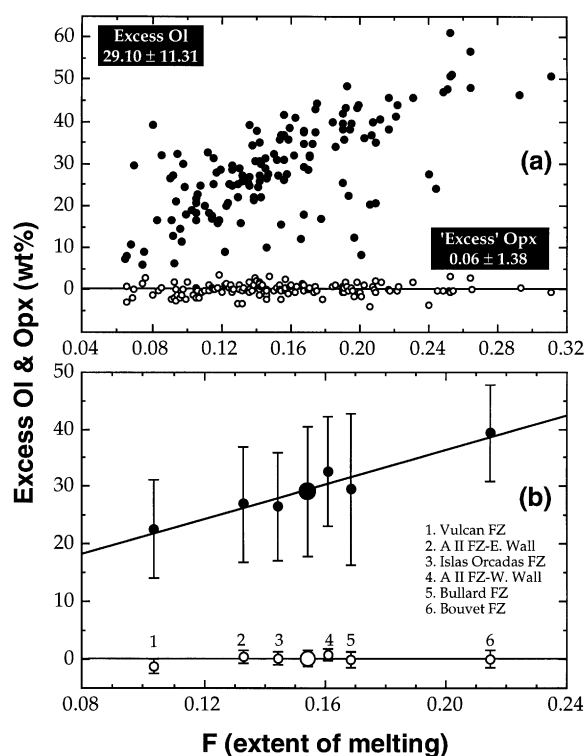 Excess Ol & Opx (wt%)
60
50
40
30
20
10
0
Excess Ol
29.10 ± 11.31
(a)
'Excess' Opx
0.06 ± 1.38
0.04 0.08 0.12 0.16 0.20 0.24 0.28 0.32
50
40
30
20
10
0
(b)
1. Vulcan FZ
2. A II FZ-E. Wall
3. Islas Orcadas FZ
4. A II FZ-W. Wall
5. Bullard FZ
6. Bouvet FZ
1 2 3 4 5 6
0.08 0.12 0.16 0.20 0.24
F (extent of melting)